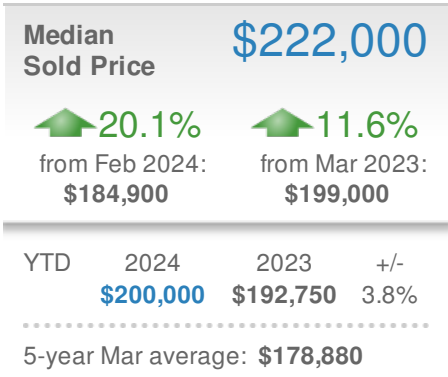 Median
Sold Price
$222,000
20.1%
from Feb 2024:
$184,900
11.6%
from Mar 2023:
$199,000
YTD 2024 2023 +/-
$200,000 $192,750 3.8%
5-year Mar average: $178,880